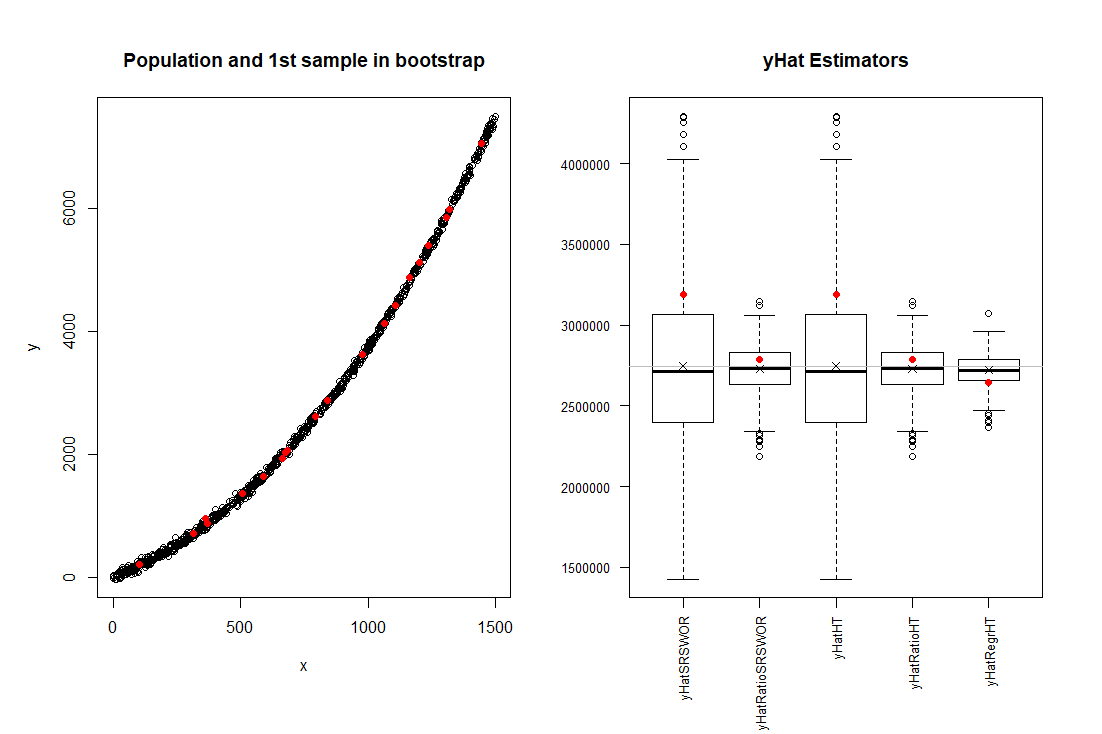 Population and 1st sample in bootstrap
yHat Estimators
y
6000
4000
2000
0
0 500 1000 1500
x
4000000
3500000
3000000
2500000
2000000
1500000
yHatSRSWOR
yHatRatioSRSWOR
yHatHT
yHatRatioHT
yHatRegrHT